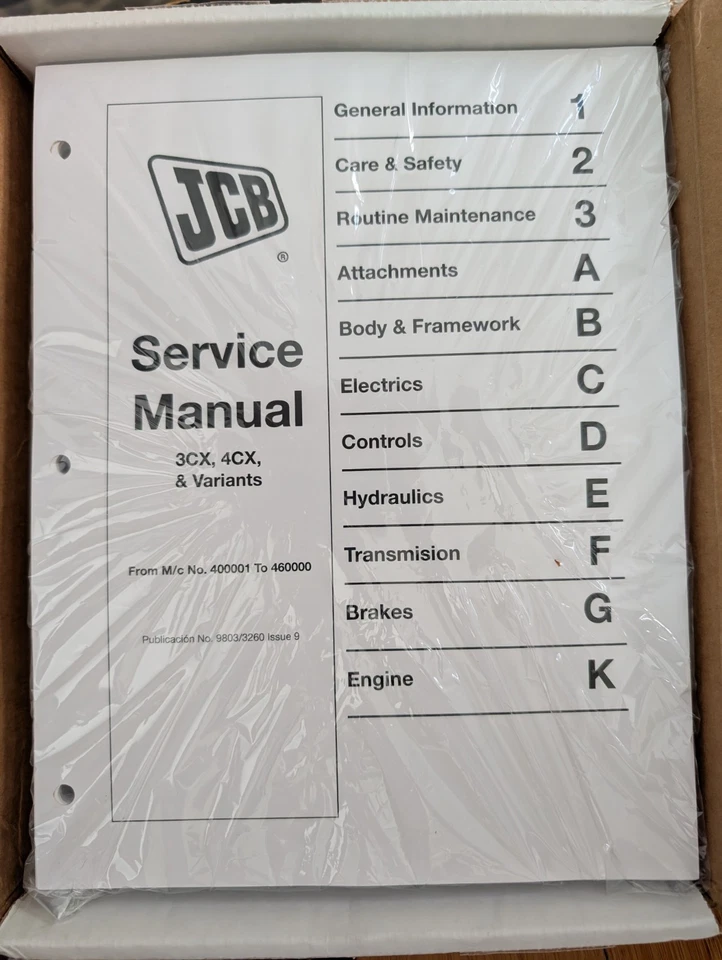 JCB
®
Service
Manual
3CX, 4CX,
& Variants
From M/c No. 400001 To 460000
Publicación No. 9803/3260 Issue 9
General Information 1
Care & Safety 2
Routine Maintenance 3
Attachments A
Body & Framework B
Electrics C
Controls D
Hydraulics E
Transmision F
Brakes G
Engine K